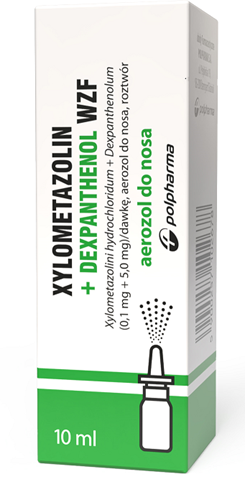 XYLOMETAZOLIN
+ DEXPANTHENOL WZF
Xylometazolini hydrochloridum + Dexpanthenolum
(0,1 mg + 5,0 mg)/dawkę, aerozol do nosa, roztwór
aerozol do nosa
polpharma
10 ml
polpharma